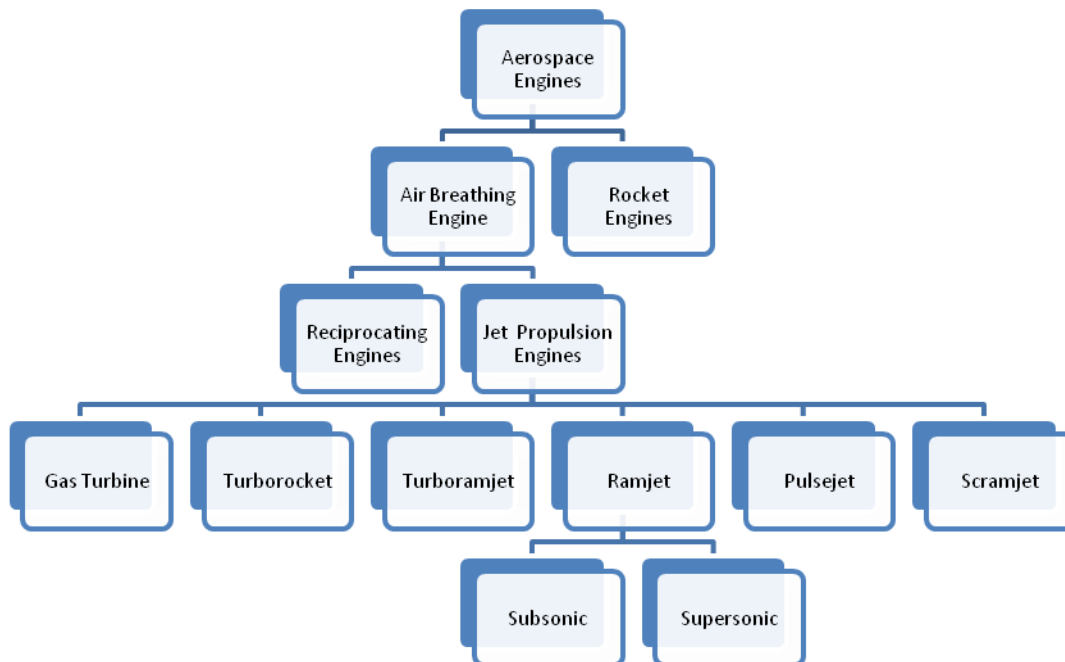 Aerospace
Engines
Air Breathing
Engine
Rocket
Engines
Reciprocating
Engines
Jet Propulsion
Engines
Gas Turbine
Turborocket
Turboramjet
Ramjet
Pulsejet
Scramjet
Subsonic
Supersonic